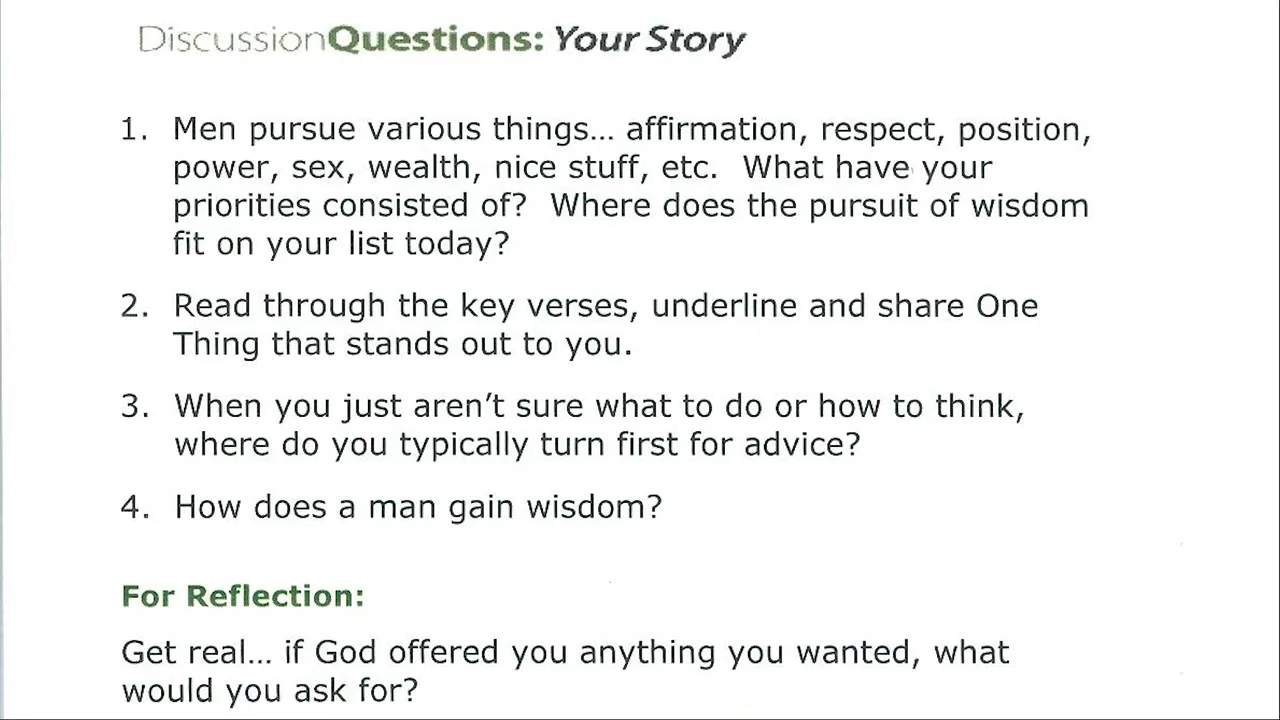 DiscussionQuestions: Your Story
1. Men pursue various things... affirmation, respect, position,
power, sex, wealth, nice stuff, etc.  What have your
priorities consisted of?  Where does the pursuit of wisdom
fit on your list today?
2. Read through the key verses, underline and share One
Thing that stands out to you.
3. When you just aren't sure what to do or how to think,
where do you typically turn first for advice?
4. How does a man gain wisdom?
For Reflection:
Get real... if God offered you anything you wanted, what
would you ask for?